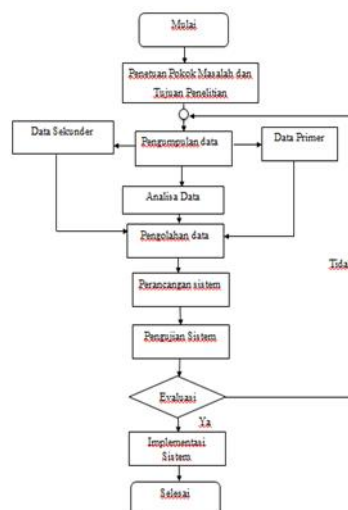 Mulai
Penetuan Pokok Masalah dan
Tujuan Penelitian
Data Sekunder
Pengumpulan data
Data Primer
Analisa Data
Pengolahan data
Perancangan sistem
Tida
Pengujian Sistem
Evaluasi
Ya
Implementasi
Sistem.
Selesai